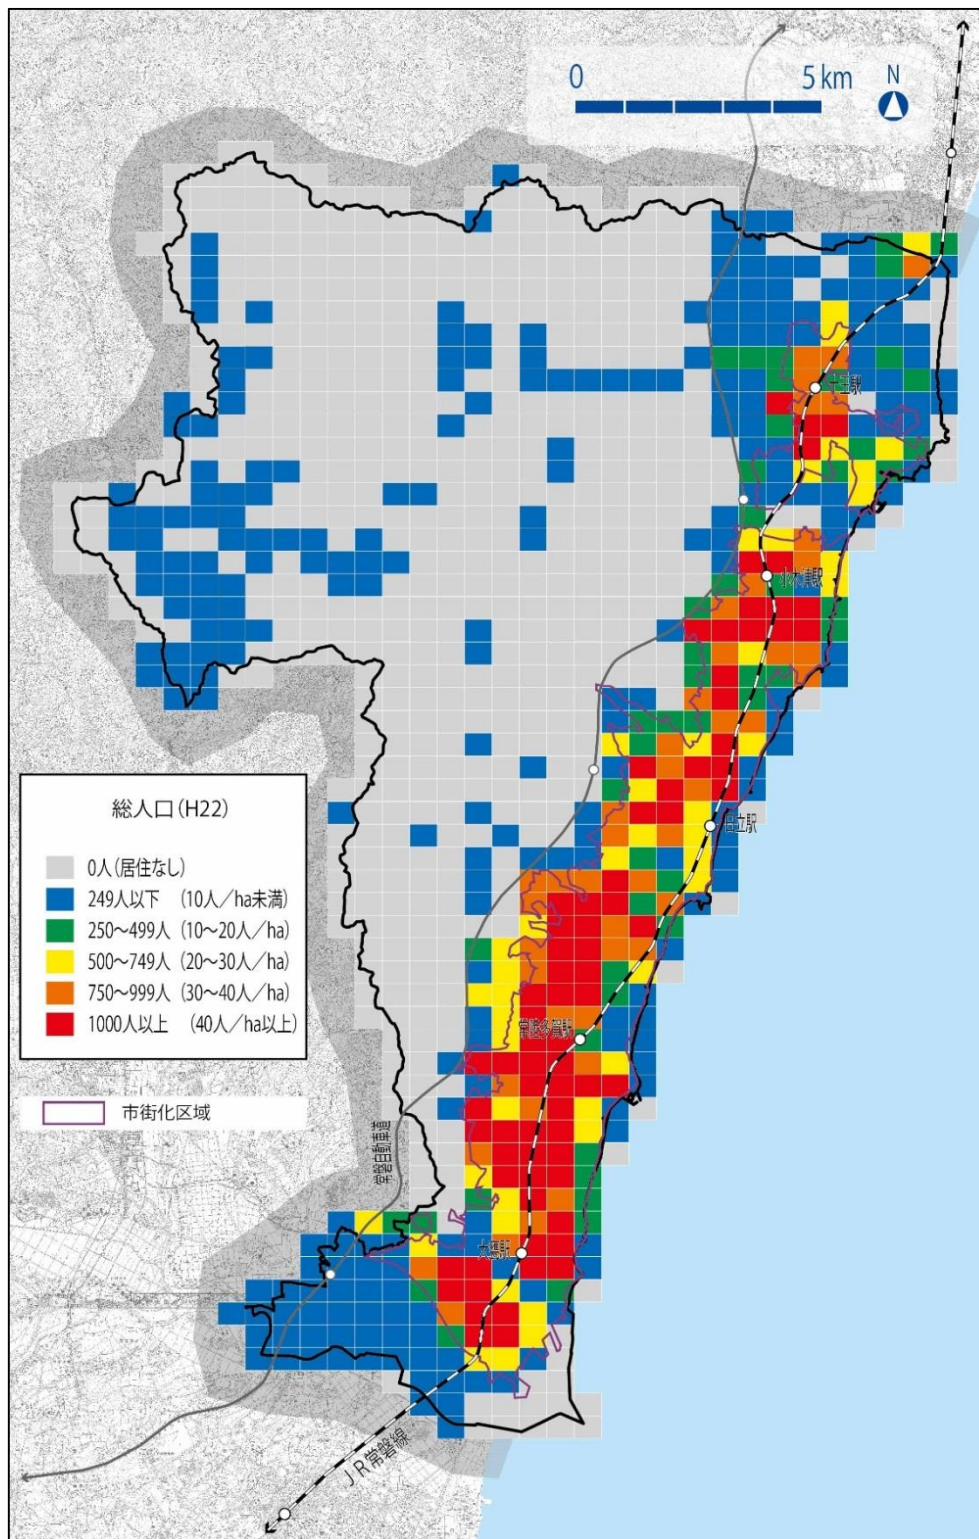 0 5km N
十王駅
小木津駅
日立駅
総人口(H22)
0人(居住なし)
249人以下 (10人/ha未満)
250~499人 (10~20人/ha)
500~749人 (20~30人/ha)
750~999人 (30~40人/ha)
1000人以上 (40人/ha以上)
常陸多賀駅
市街化区域
常磐自動車道
大甕駅
JR常磐線